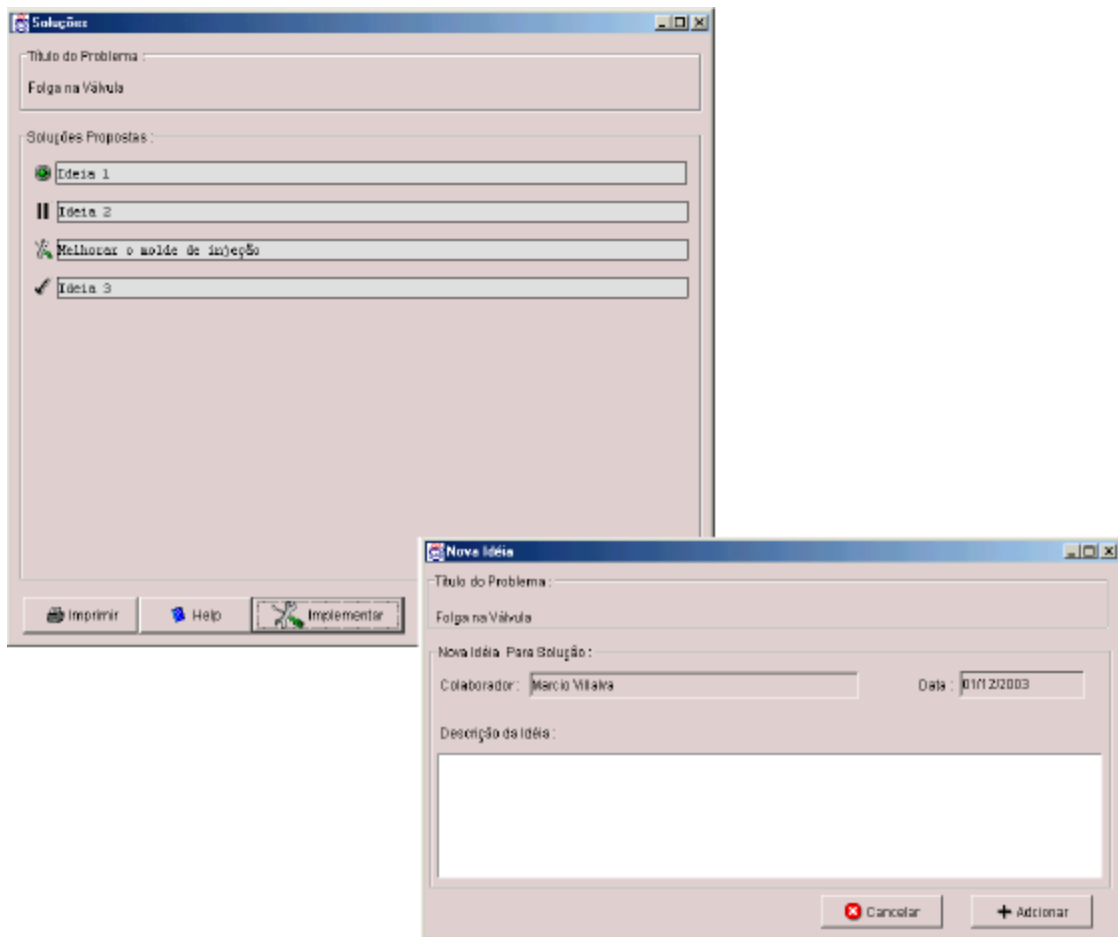 Soluções
Título do Problema :
Folga na Válvula
Soluções Propostas :
Ideia 1
Ideia 2
Melhorar o molde de injeção
Ideia 3
Imprimir Help Implementar
Nova Idéia
Título do Problema :
Folga na Válvula
Nova Idéia Para Solução :
Colaborador : Marcio Villalva Data : 01/12/2003
Descrição da Idéia :
Cancelar Adcionar